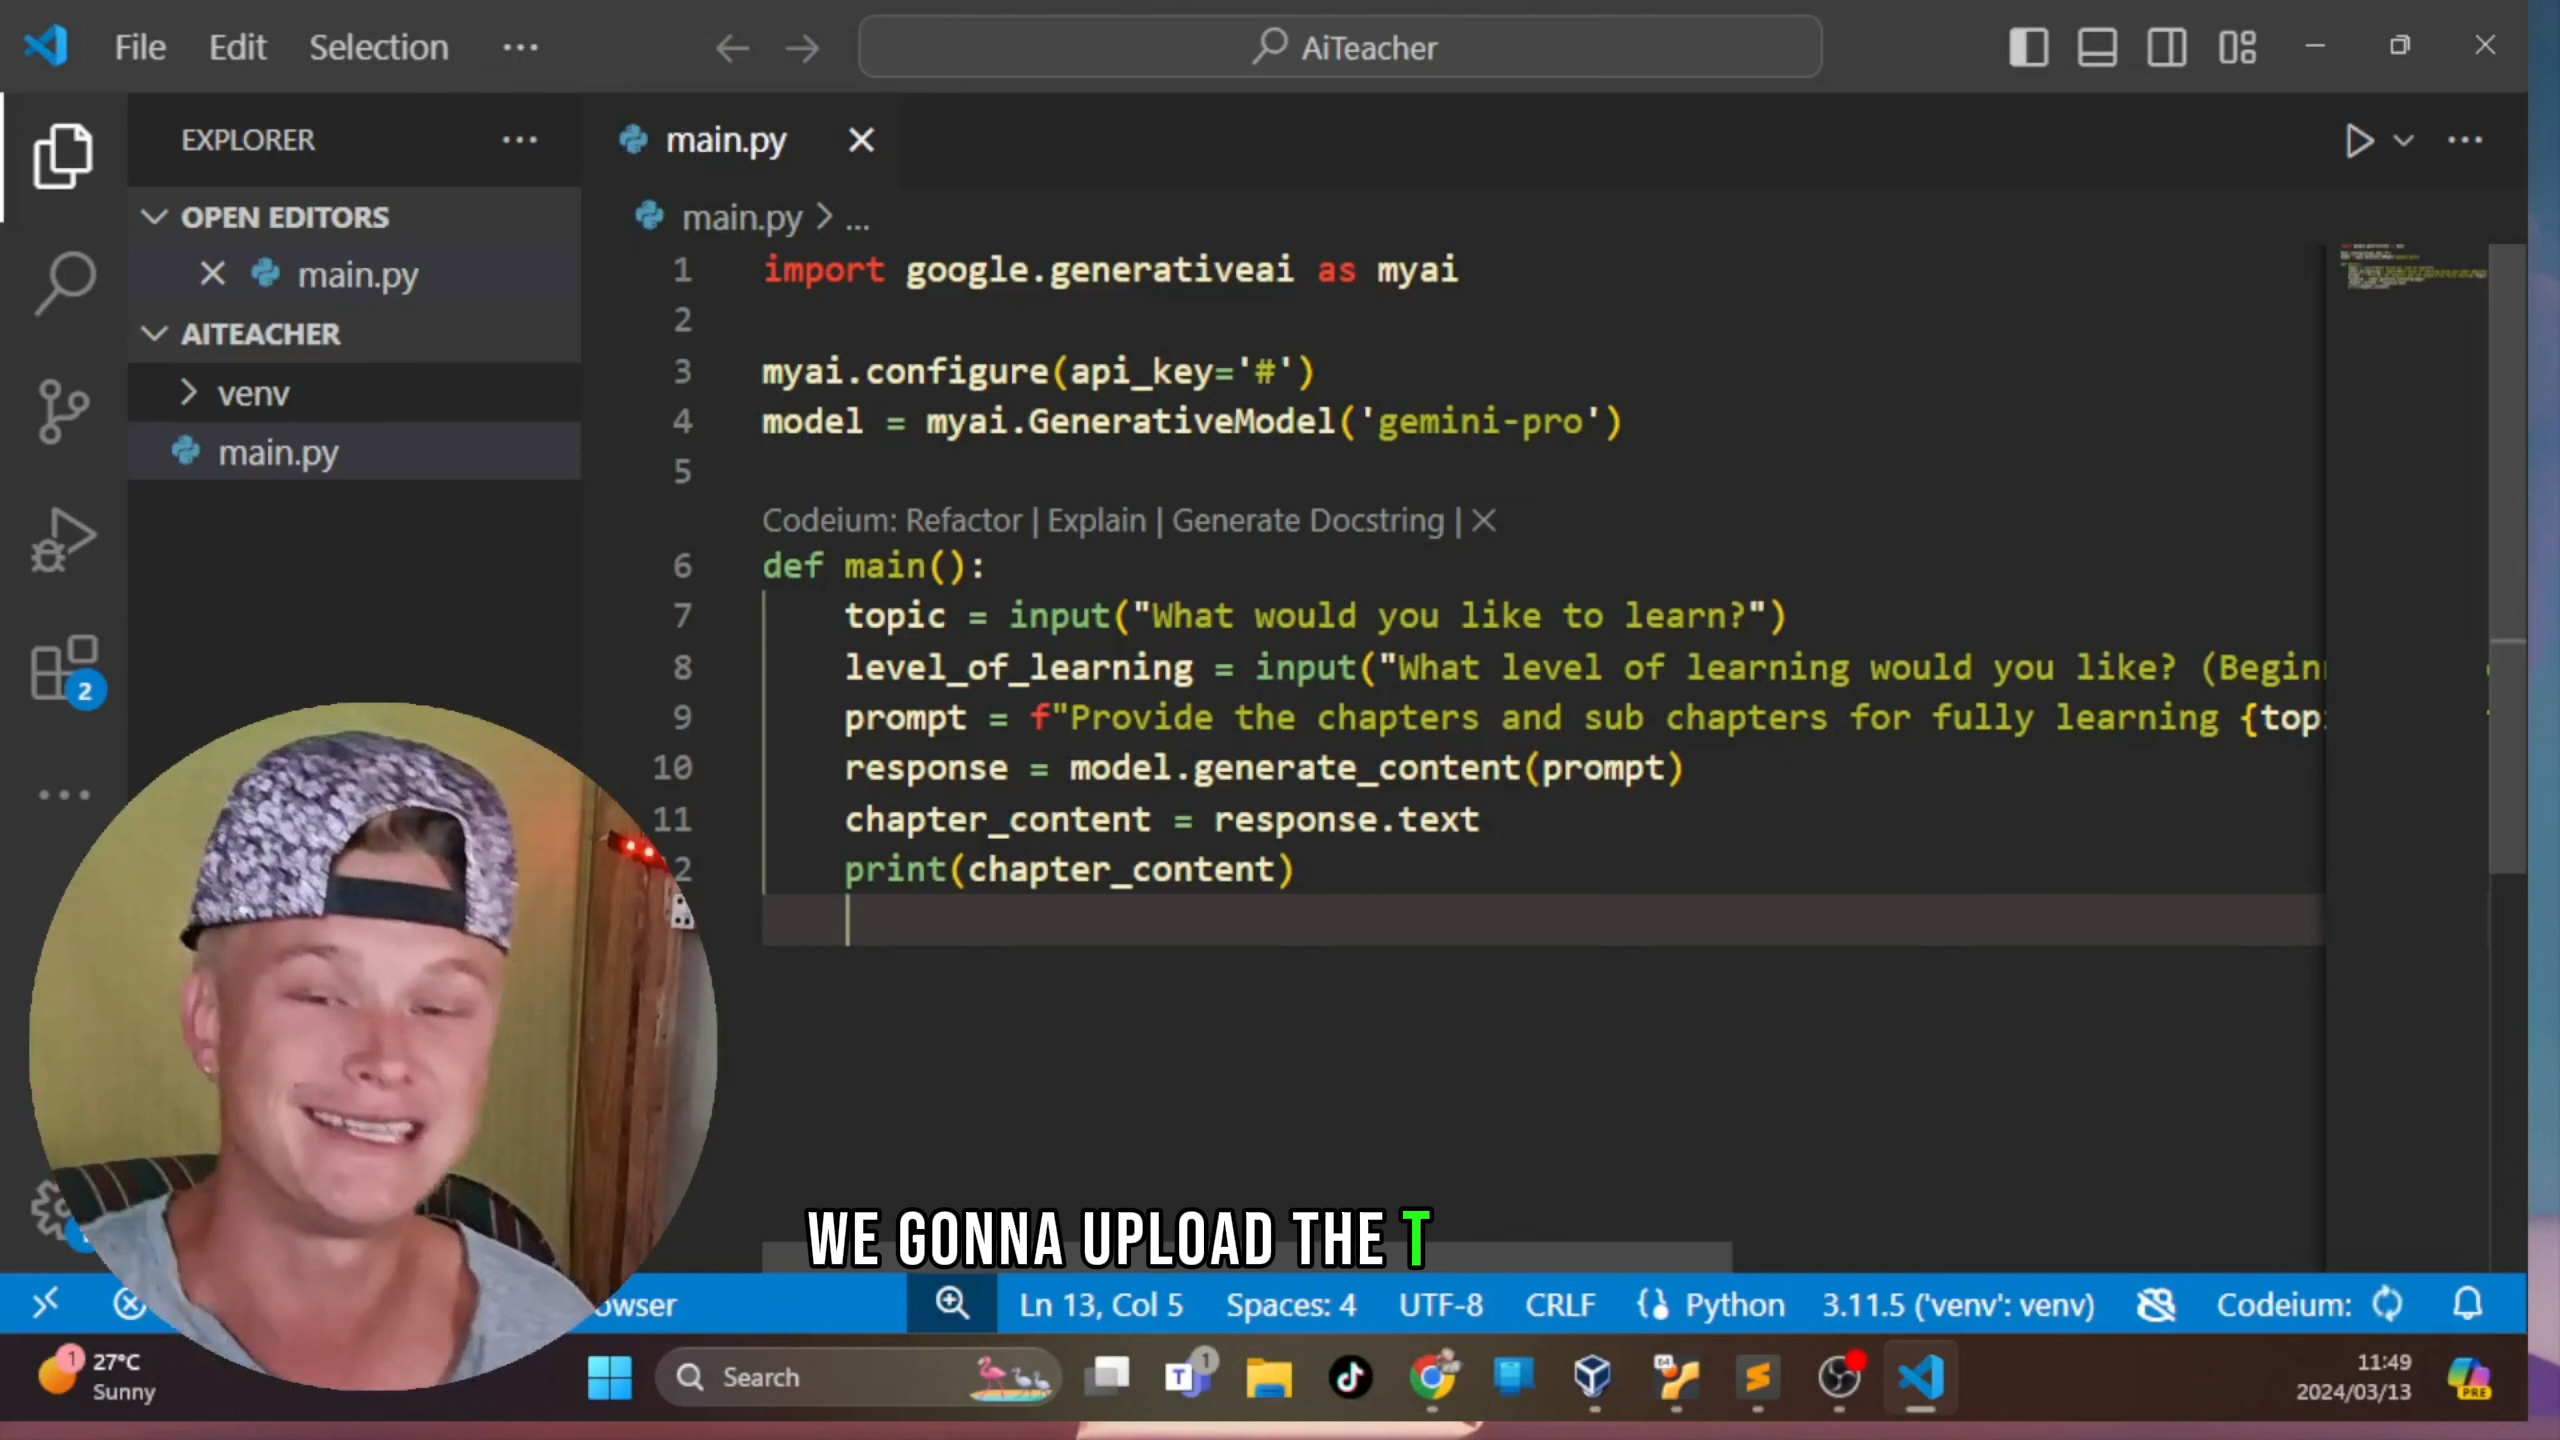 File Edit Selection ···
AiTeacher
EXPLORER ···
main.py
OPEN EDITORS
main.py
main.py > ...
AITEACHER
venv
main.py
1 import google.generativeai as myai
2
3 myai.configure(api_key='#')
4 model = myai.GenerativeModel('gemini-pro')
5
Codeium: Refactor | Explain | Generate Docstring | ×
6 def main():
7 topic = input("What would you like to learn?")
8 level_of_learning = input("What level of learning would you like? (Begin
9 prompt = f"Provide the chapters and sub chapters for fully learning {top
10 response = model.generate_content(prompt)
11 chapter_content = response.text
2 print(chapter_content)
2
WE GONNA UPLOAD THE T
owser
Ln 13, Col 5 Spaces: 4 UTF-8 CRLF Python 3.11.5 ('venv': venv) Codeium:
1 27°C
Sunny
Search
T 1
64
11:49
2024/03/13
PRE